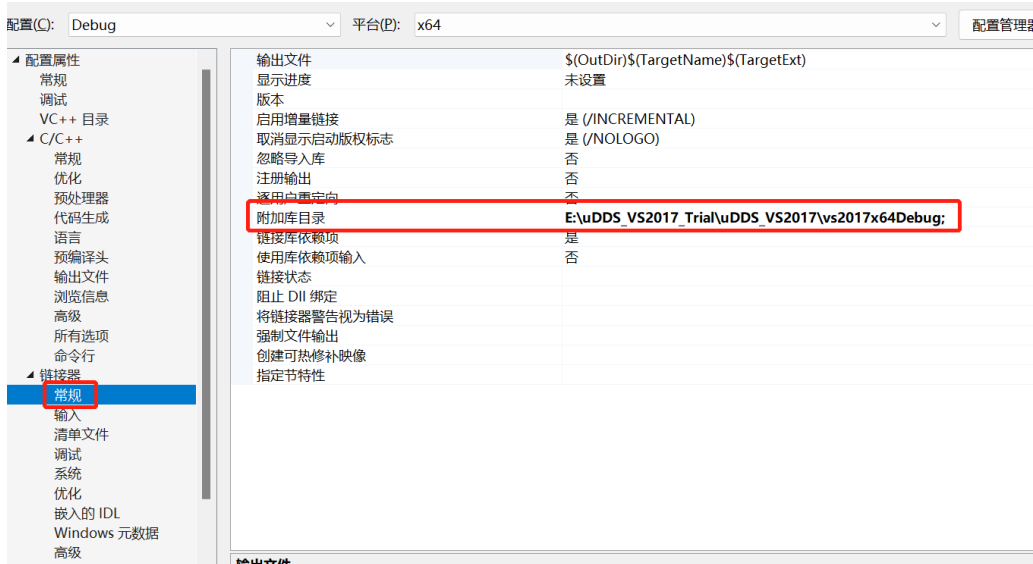 配置(C): Debug 平台(P): x64 配置管理器
配置属性
常规
调试
VC++ 目录
C/C++
常规
优化
预处理器
代码生成
语言
预编译头
输出文件
浏览信息
高级
所有选项
命令行
链接器
常规
输入
清单文件
调试
系统
优化
嵌入的 IDL
Windows 元数据
高级
输出文件 $(OutDir)$(TargetName)$(TargetExt)
显示进度 未设置
版本
启用增量链接 是 (/INCREMENTAL)
取消显示启动版权标志 是 (/NOLOGO)
忽略导入库 否
注册输出 否
逐用户重定向 否
附加库目录 E:\uDDS_VS2017_Trial\uDDS_VS2017\vs2017x64Debug;
链接库依赖项 是
使用库依赖项输入 否
链接状态
阻止 Dll 绑定
将链接器警告视为错误
强制文件输出
创建可热修补映像
指定节特性
输出文件